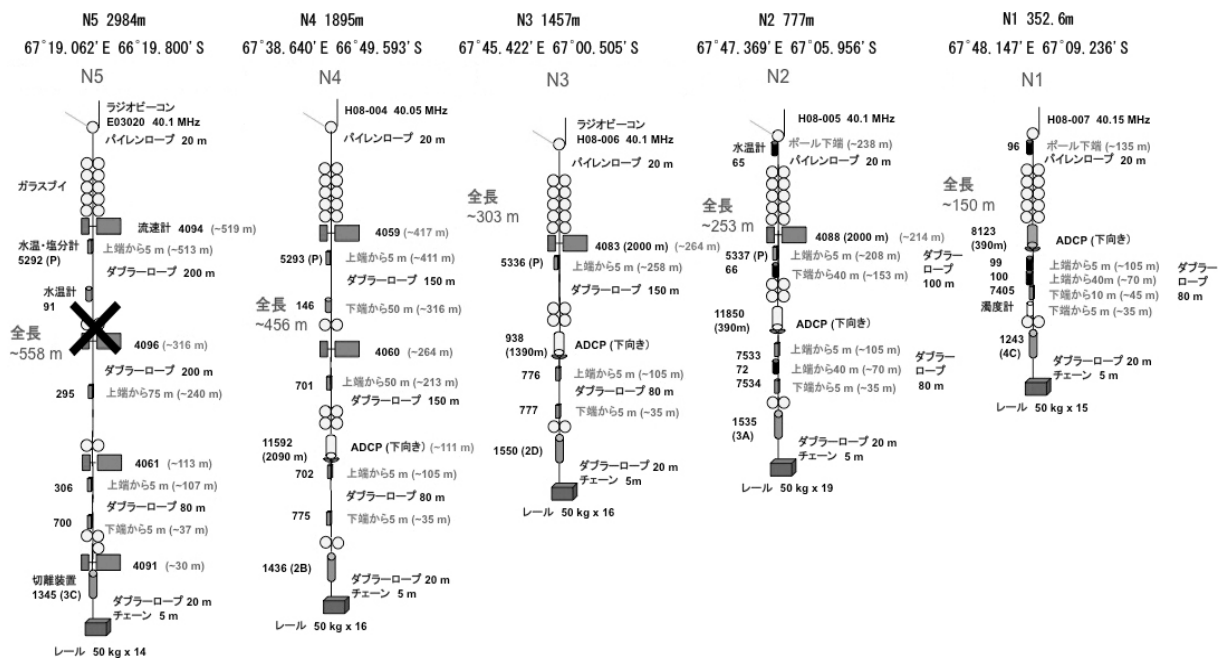 N5 2984m
67°19.062' E 66°19.800' S
N5
ラジオビーコン
E03020 40.1 MHz
パイレンロープ 20 m
ガラスブイ
流速計 4094 (~519 m)
水温・塩分計
5292 (P)
上端から5 m (~513 m)
ダブラーロープ 200 m
水温計
91
全長
~558 m
4096 (~316 m)
ダブラーロープ 200 m
295
上端から75 m (~240 m)
4061 (~113 m)
306
上端から5 m (~107 m)
ダブラーロープ 80 m
700
下端から5 m (~37 m)
4091 (~30 m)
切離装置
1345 (3C)
ダブラーロープ 20 m
チェーン 5 m
レール 50 kg x 14
N4 1895m
67°38.640' E 66°49.593' S
N4
H08-004 40.05 MHz
パイレンロープ 20 m
4059 (~417 m)
5293 (P)
上端から5 m (~411 m)
ダブラーロープ 150 m
146
下端から50 m (~316 m)
全長
~456 m
4060 (~264 m)
701
上端から50 m (~213 m)
ダブラーロープ 150 m
11592
(2090 m)
ADCP (下向き) (~111 m)
702
上端から5 m (~105 m)
ダブラーロープ 80 m
775
下端から5 m (~35 m)
1436 (2B)
ダブラーロープ 20 m
チェーン 5 m
レール 50 kg x 16
N3 1457m
67°45.422' E 67°00.505' S
N3
ラジオビーコン
H08-006 40.1 MHz
パイレンロープ 20 m
全長
~303 m
4083 (2000 m) (~264 m)
5336 (P)
上端から5 m (~258 m)
ダブラーロープ 150 m
938
(1390m)
ADCP (下向き)
776
上端から5 m (~105 m)
ダブラーロープ 80 m
777
下端から5 m (~35 m)
1550 (2D)
ダブラーロープ 20 m
チェーン 5m
レール 50 kg x 16
N2 777m
67°47.369' E 67°05.956' S
N2
H08-005 40.1 MHz
水温計
65
ボール下端 (~238 m)
パイレンロープ 20 m
全長
~253 m
4088 (2000 m) (~214 m)
5337 (P)
上端から5 m (~208 m)
66
下端から40 m (~153 m)
ダブラー
ロープ
100 m
11850
(390m)
ADCP (下向き)
7533
上端から5 m (~105 m)
72
上端から40 m (~70 m)
7534
下端から5 m (~35 m)
ダブラー
ロープ
80 m
1535
(3A)
ダブラーロープ 20 m
チェーン 5 m
レール 50 kg x 19
N1 352.6m
67°48.147' E 67°09.236' S
N1
H08-007 40.15 MHz
96
ボール下端 (~135 m)
パイレンロープ 20 m
全長
~150 m
8123
(390m)
ADCP (下向き)
99
上端から5 m (~105 m)
100
上端から40m (~70 m)
7405
下端から10 m (~45 m)
濁度計
下端から5 m (~35 m)
ダブラー
ロープ
80 m
1243
(4C)
ダブラーロープ 20 m
チェーン 5 m
レール 50 kg x 15